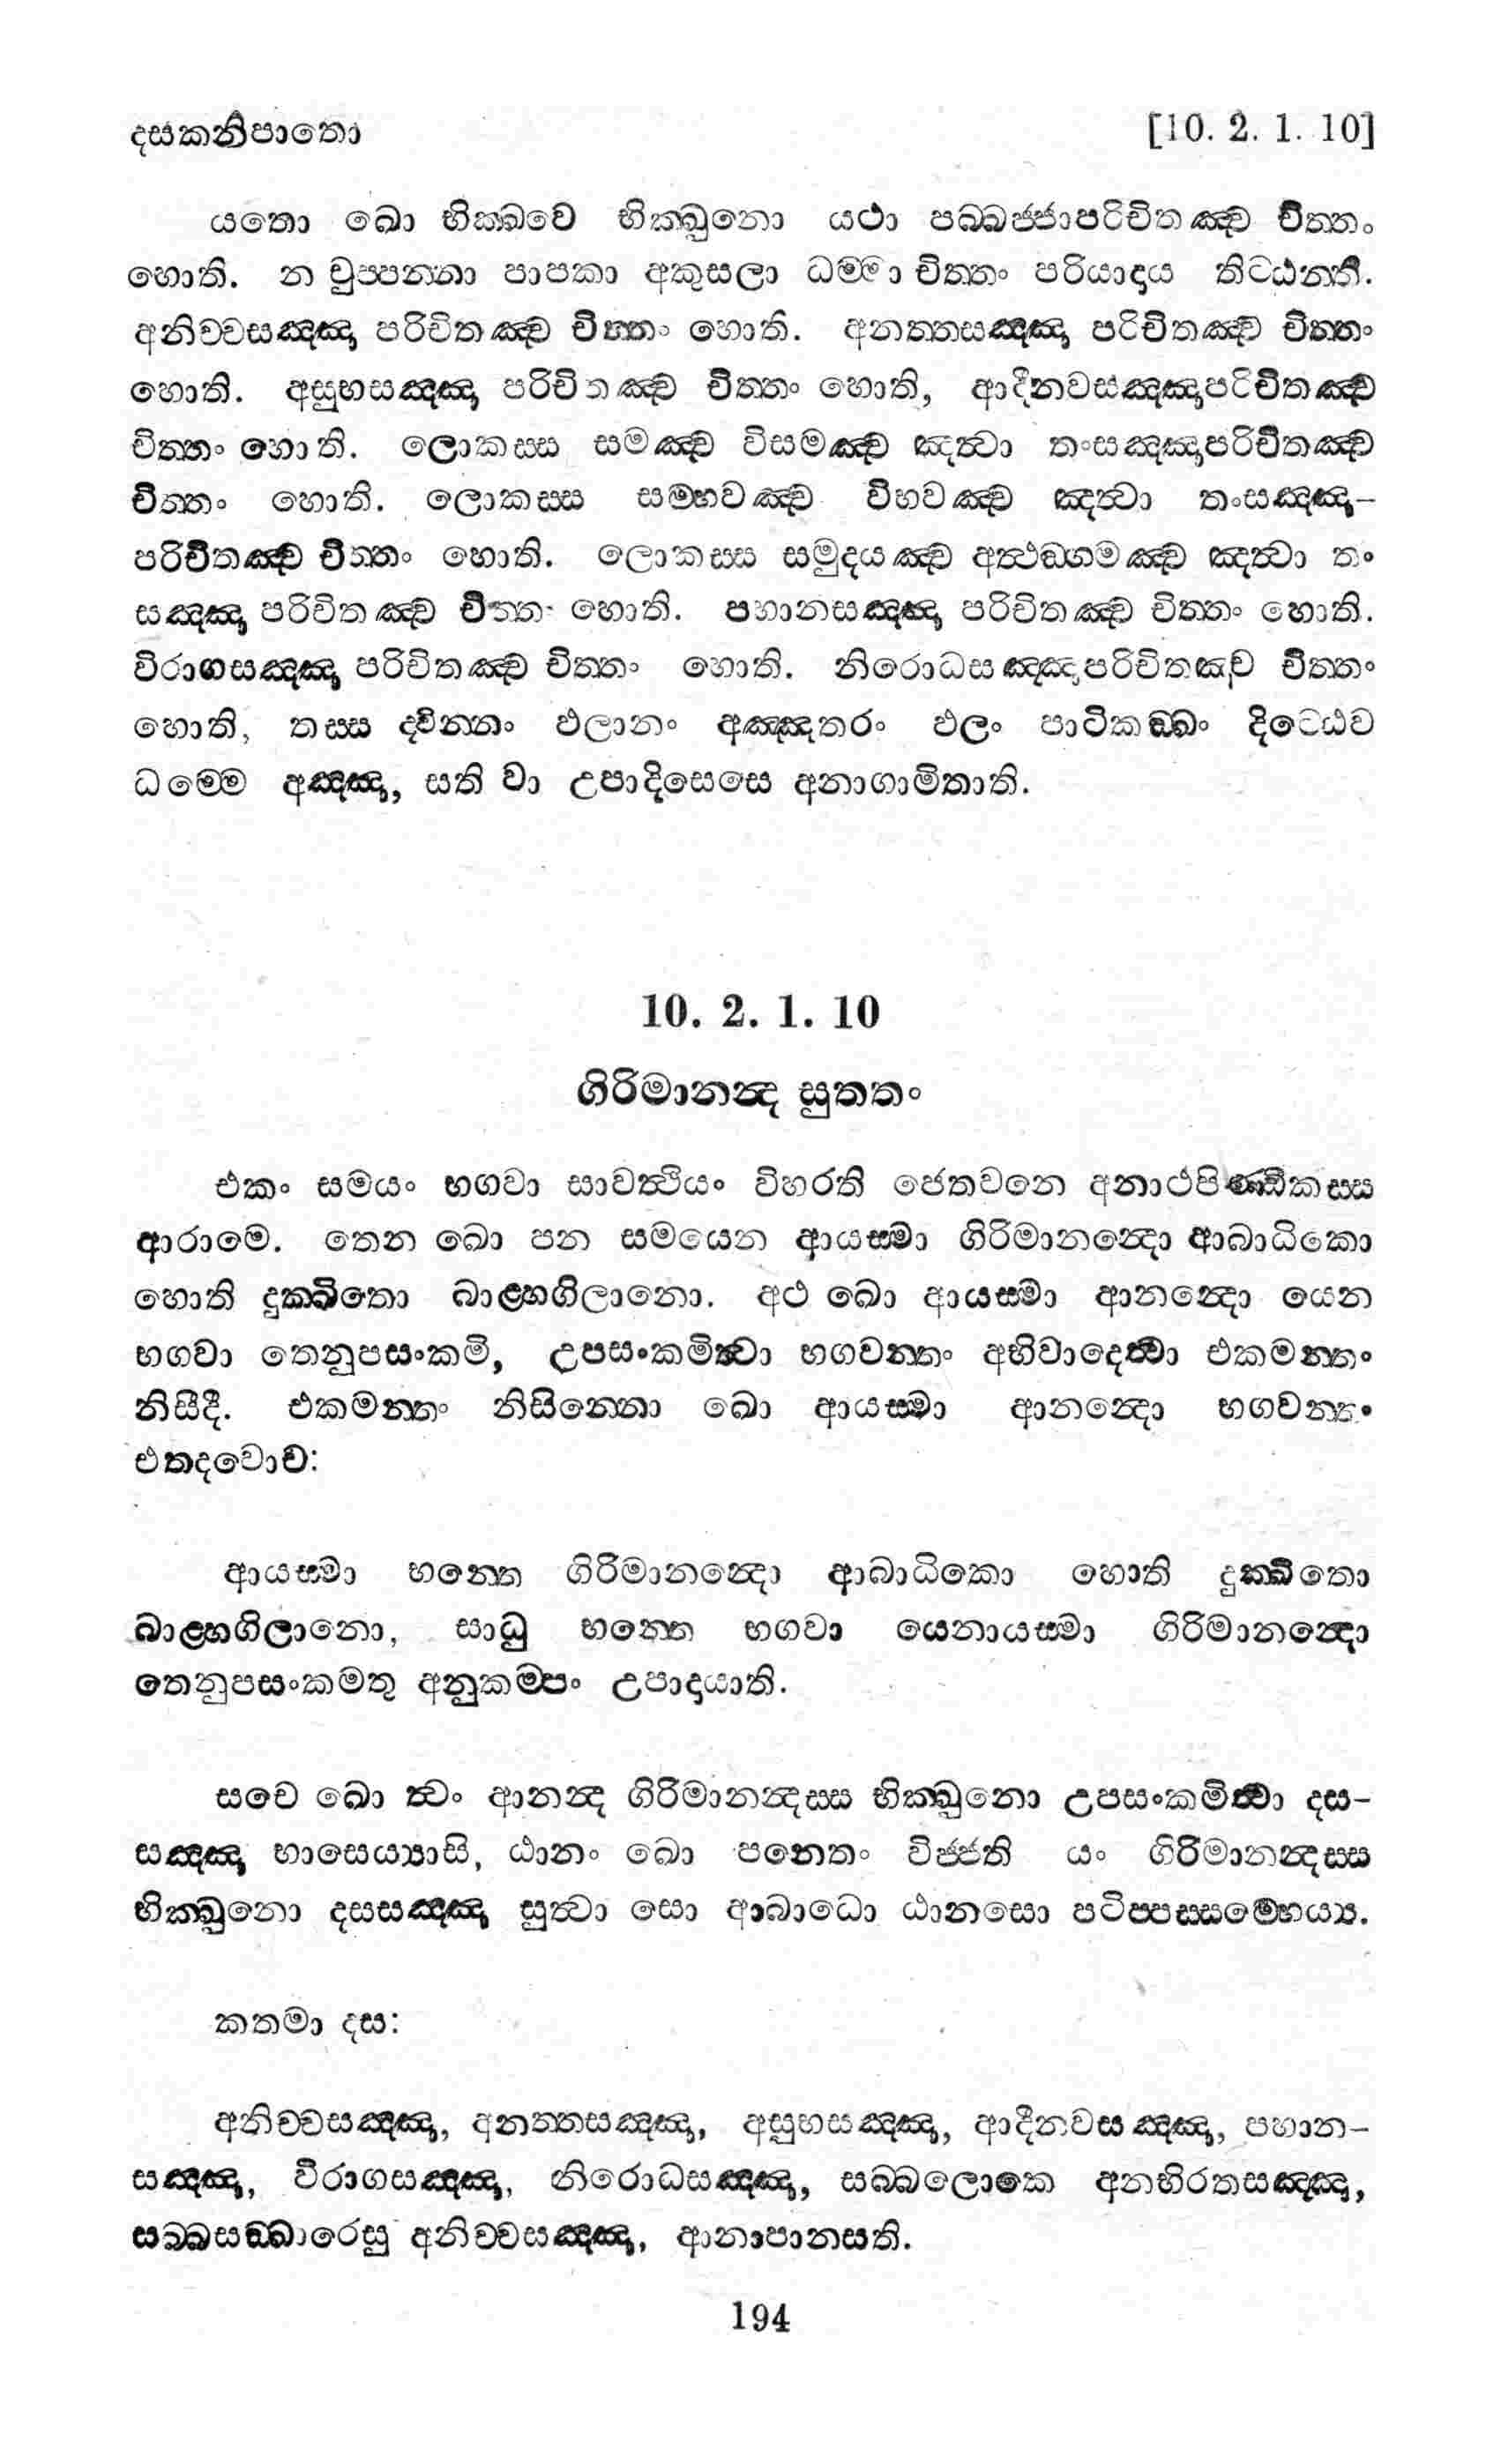 දසකනිපාතො [10. 2. 1. 10]
යතො ඛො භික්ඛවෙ භික්ඛුනො යථා පබ්බජ්ජාපරිචිතඤ්ච චිත්තං
හොති. න චුප්පන්නා පාපකා අකුසලා ධම්මා චිත්තං පරියාදාය තිට්ඨන්ති.
අනිච්චසඤ්ඤා පරිචිතඤ්ච චිත්තං හොති. අනත්තසඤ්ඤා පරිචිතඤ්ච චිත්තං
හොති. අසුභසඤ්ඤා පරිචිතඤ්ච චිත්තං හොති, ආදීනවසඤ්ඤාපරිචිතඤ්ච
චිත්තං හොති. ලොකස්ස සමඤ්ච විසමඤ්ච ඤත්වා තංසඤ්ඤාපරිචිතඤ්ච
චිත්තං හොති. ලොකස්ස සම්භවඤ්ච විභවඤ්ච ඤත්වා තංසඤ්ඤා-
පරිචිතඤ්ච චිත්තං හොති. ලොකස්ස සමුදයඤ්ච අත්ථඞ්ගමඤ්ච ඤත්වා තං
සඤ්ඤා පරිචිතඤ්ච චිත්තං හොති. පහානසඤ්ඤා පරිචිතඤ්ච චිත්තං හොති.
විරාගසඤ්ඤා පරිචිතඤ්ච චිත්තං හොති. නිරොධසඤ්ඤාපරිචිතඤ්ච චිත්තං
හොති, තස්ස ද්වින්නං ඵලානං අඤ්ඤතරං ඵලං පාටිකඞ්ඛං දිට්ඨෙව
ධම්මෙ අඤ්ඤා, සති වා උපාදිසෙසෙ අනාගාමිතාති.
10. 2. 1. 10
ගිරිමානන්ද සුත්තං
එකං සමයං භගවා සාවත්ථියං විහරති ජෙතවනෙ අනාථපිණ්ඩිකස්ස
ආරාමෙ. තෙන ඛො පන සමයෙන ආයස්මා ගිරිමානන්දො ආබාධිකො
හොති දුක්ඛිතො බාළ්හගිලානො. අථ ඛො ආයස්මා ආනන්දො යෙන
භගවා තෙනුපසංකමි, උපසංකමිත්වා භගවන්තං අභිවාදෙත්වා එකමන්තං
නිසීදි. එකමන්තං නිසින්නො ඛො ආයස්මා ආනන්දො භගවන්තං
එතදවොච:
ආයස්මා භන්තෙ ගිරිමානන්දො ආබාධිකො හොති දුක්ඛිතො
බාළ්හගිලානො, සාධු භන්තෙ භගවා යෙනායස්මා ගිරිමානන්දො
තෙනුපසංකමතු අනුකම්පං උපාදායාති.
සචෙ ඛො ත්වං ආනන්ද ගිරිමානන්දස්ස භික්ඛුනො උපසංකමිත්වා දස-
සඤ්ඤා භාසෙය්‍යාසි, ඨානං ඛො පනෙතං විජ්ජති යං ගිරිමානන්දස්ස
භික්ඛුනො දසසඤ්ඤා සුත්වා සො ආබාධො ඨානසො පටිප්පස්සම්භෙය්‍ය.
කතමා දස:
අනිච්චසඤ්ඤා, අනත්තසඤ්ඤා, අසුභසඤ්ඤා, ආදීනවසඤ්ඤා, පහාන-
සඤ්ඤා, විරාගසඤ්ඤා, නිරොධසඤ්ඤා, සබ්බලොකෙ අනභිරතසඤ්ඤා,
සබ්බසඞ්ඛාරෙසු අනිච්චසඤ්ඤා, ආනාපානසති.
194